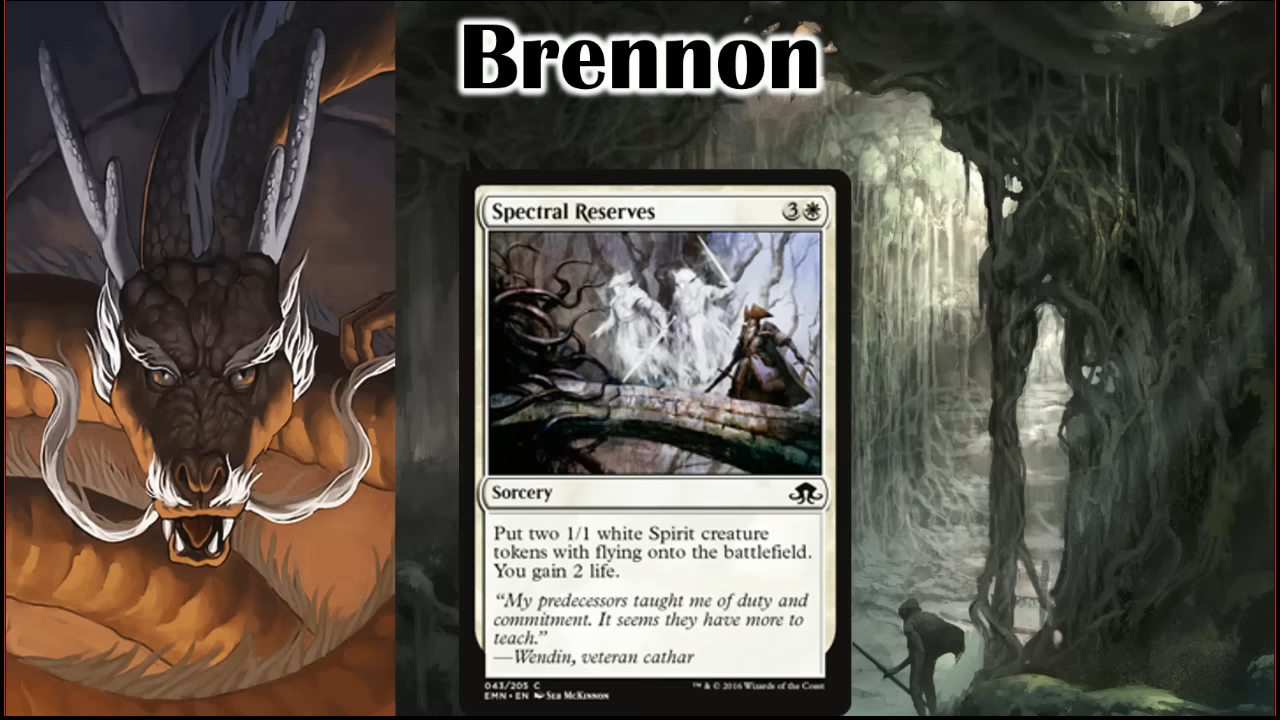 Brennon
Spectral Reserves 3
Sorcery
Put two 1/1 white Spirit creature
tokens with flying onto the battlefield.
You gain 2 life.
“My predecessors taught me of duty and
commitment. It seems they have more to
teach.”
—Wendin, veteran cathar
043/205 C
™ & © 2016 Wizards of the Coast
EMN • EN Seb McKinnon